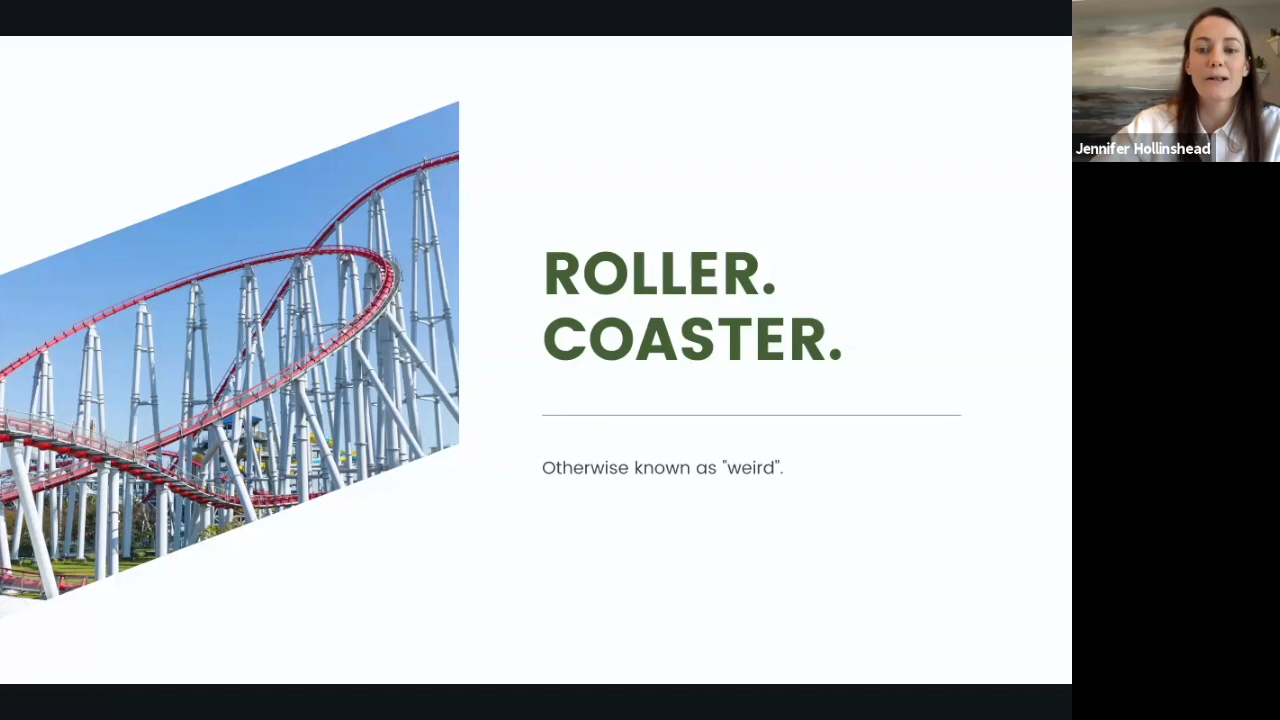 ROLLER.
COASTER.
Otherwise known as "weird".
Jennifer Hollinshead